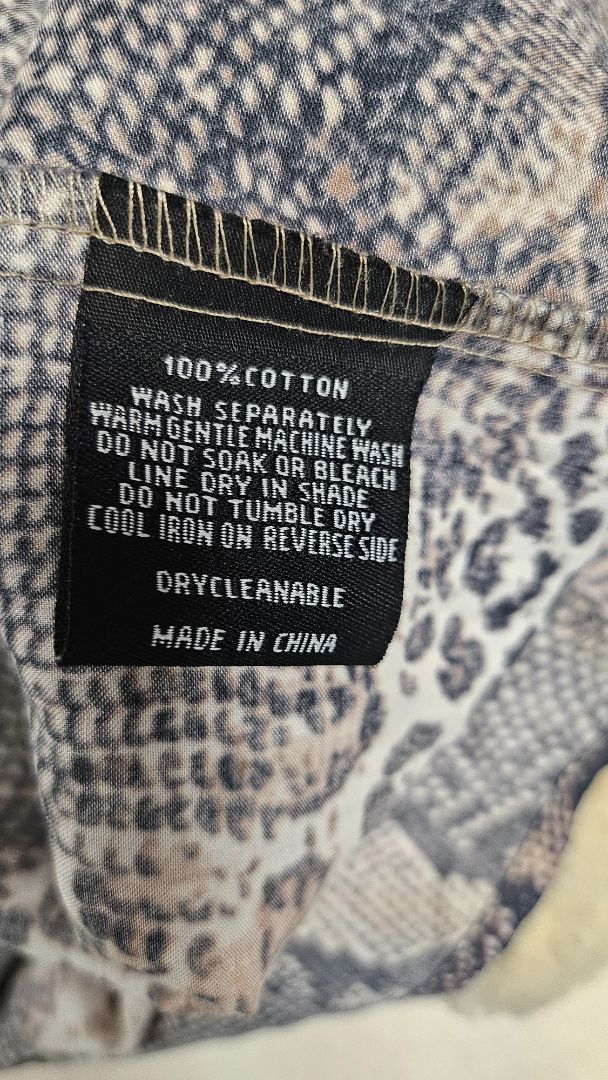 100% COTTON
WASH SEPARATELY
WARM GENTLE MACHINE WASH
DO NOT SOAK OR BLEACH
LINE DRY IN SHADE
DO NOT TUMBLE DRY
COOL IRON ON REVERSE SIDE
DRYCLEANABLE
MADE IN CHINA